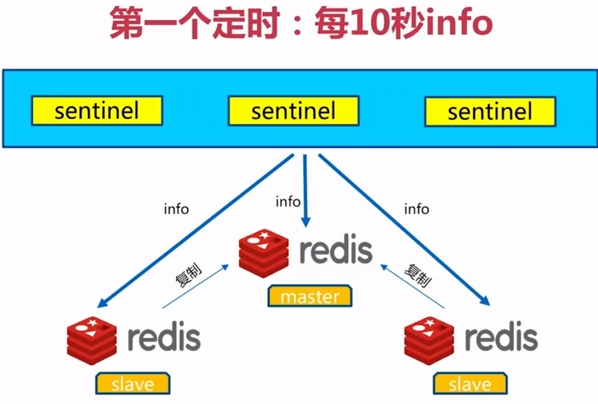 第一个定时：每10秒info
sentinel
sentinel
sentinel
info
info
info
redis
复制
复制
master
redis
redis
slave
slave